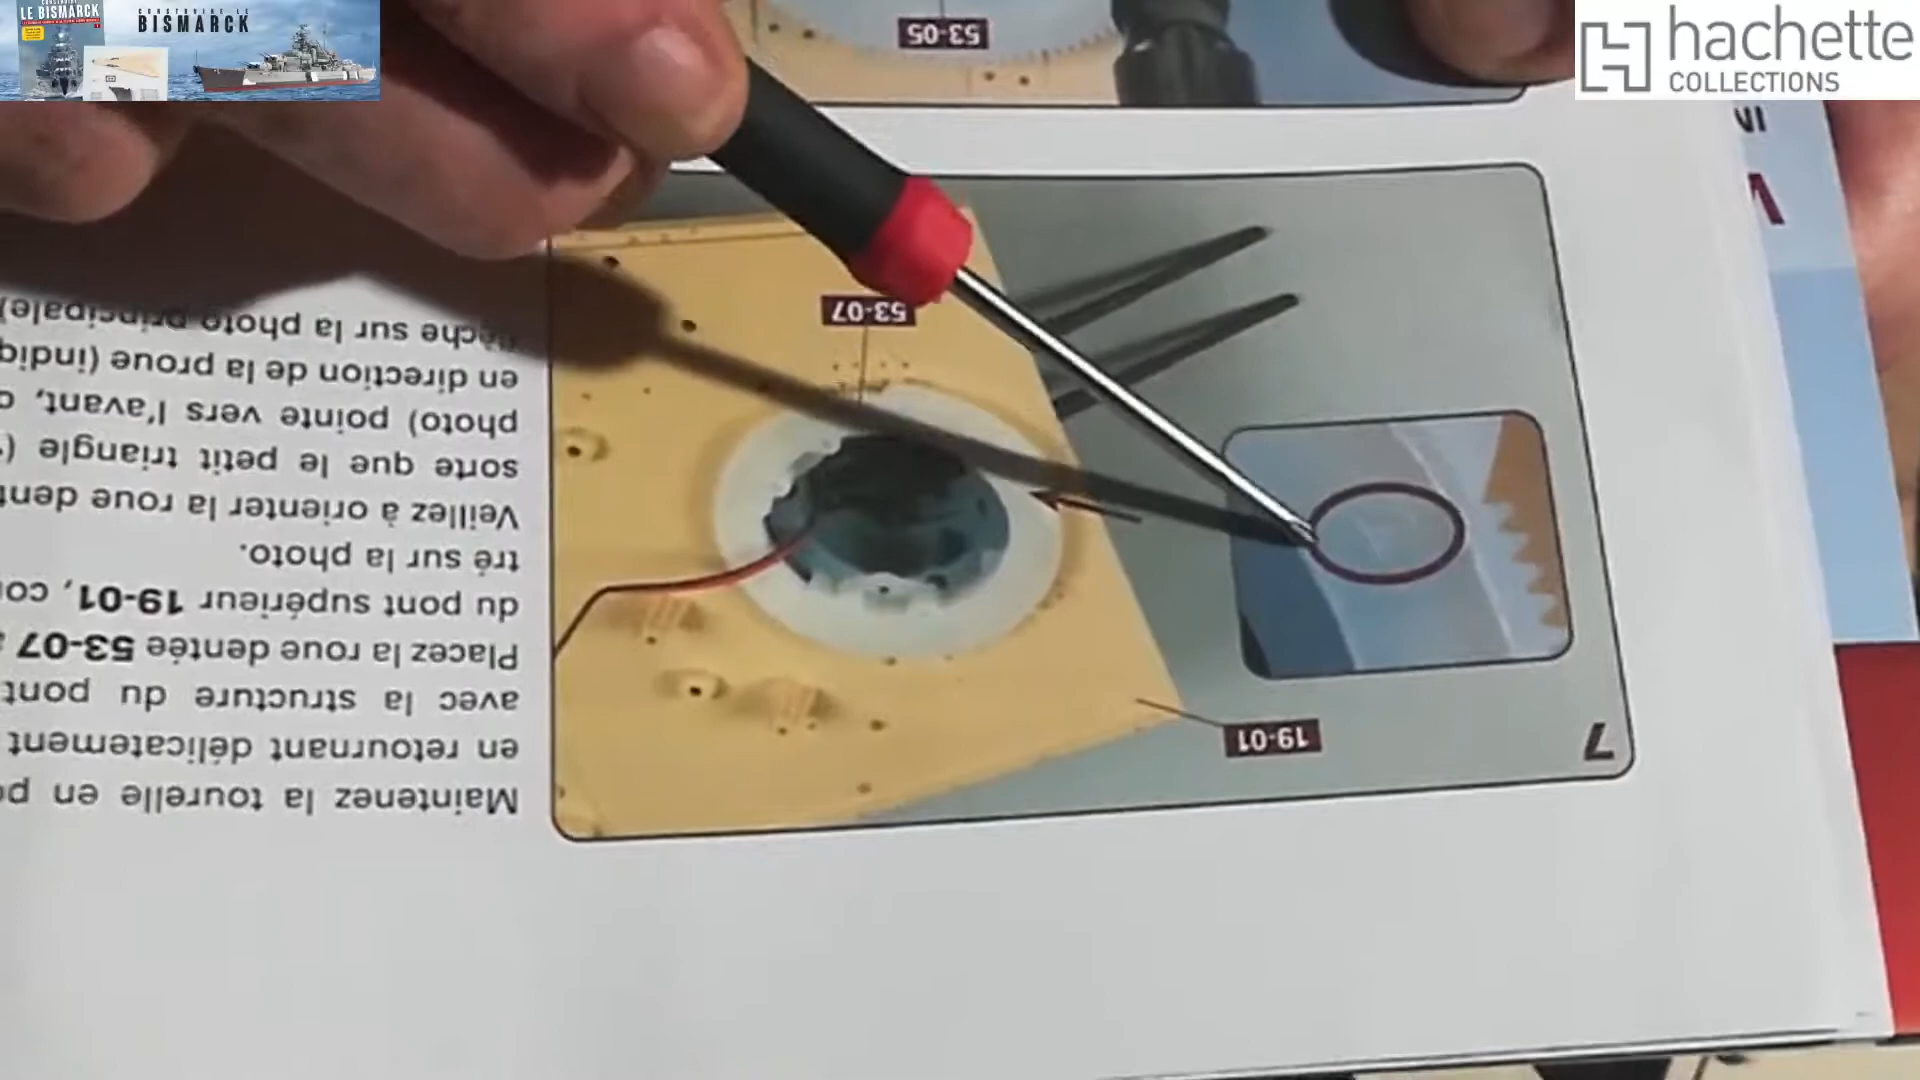 CONSTRUIRE
LE BISMARCK
CONSTRUIRE LE
BISMARCK
hachette
COLLECTIONS
Maintenez la tourelle en
en retournant délicatement
avec la structure du pont
Placez la roue dentée 53-07
du pont supérieur 19-01,
tré sur la photo.
Veillez à orienter la roue
sorte que le petit triangle (
photo) pointe vers l'avant,
en direction de la proue
flèche sur la photo principale)
7
19-01
53-07
53-05